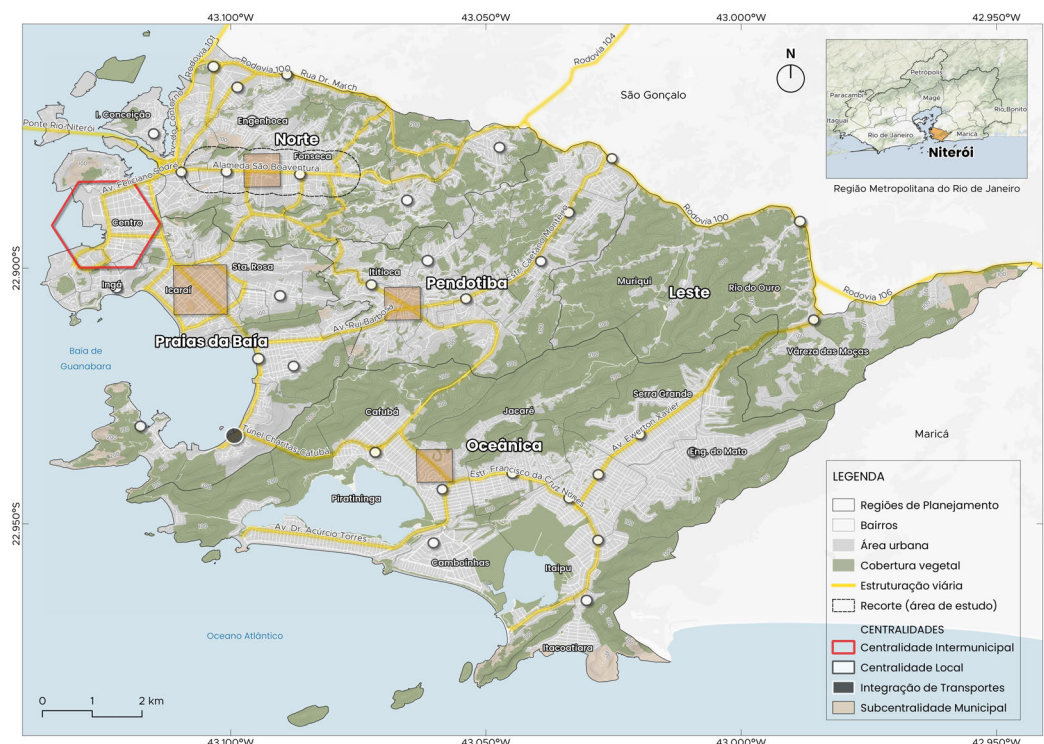 43.100°W
43.050°W
43.000°W
42.950°W
22.900°S
22.950°S
N
São Gonçalo
Rodovia 104
Rodovia 101
Rodovia 100
Rua Dr. March
I. Conceição
Engenhoca
Norte
Ponte Rio Niterói
Fonseca
Alameda São Boaventura
Av. Feliciano Sodré
Centro
Estr. Caetano Monteiro
Rodovia 100
Sta. Rosa
Ititioca
Pendotiba
Muriqui
Leste
Rio do Ouro
Rodovia 106
Ingá
Icaraí
Av. Rui Barbosa
Praias da Baía
Baía de
Guanabara
Várzea das Moças
Serra Grande
Cafubá
Jacaré
Av. Ewerton Xavier
Túnel Charitas Cafubá
Oceânica
Eng. do Mato
Maricá
Estr. Francisco da Cruz Nunes
Piratininga
Av. Dr. Acurcio Torres
Camboinhas
Itaipu
Oceano Atlântico
Itacoatiara
0 1 2 km
43.100°W
43.050°W
43.000°W
42.950°W
Petrópolis
Paracambi
Magé
Rio Bonito
Itaguaí
Rio de Janeiro
Maricá
Niterói
Região Metropolitana do Rio de Janeiro
LEGENDA
Regiões de Planejamento
Bairros
Área urbana
Cobertura vegetal
Estruturação viária
Recorte (área de estudo)
CENTRALIDADES
Centralidade Intermunicipal
Centralidade Local
Integração de Transportes
Subcentralidade Municipal